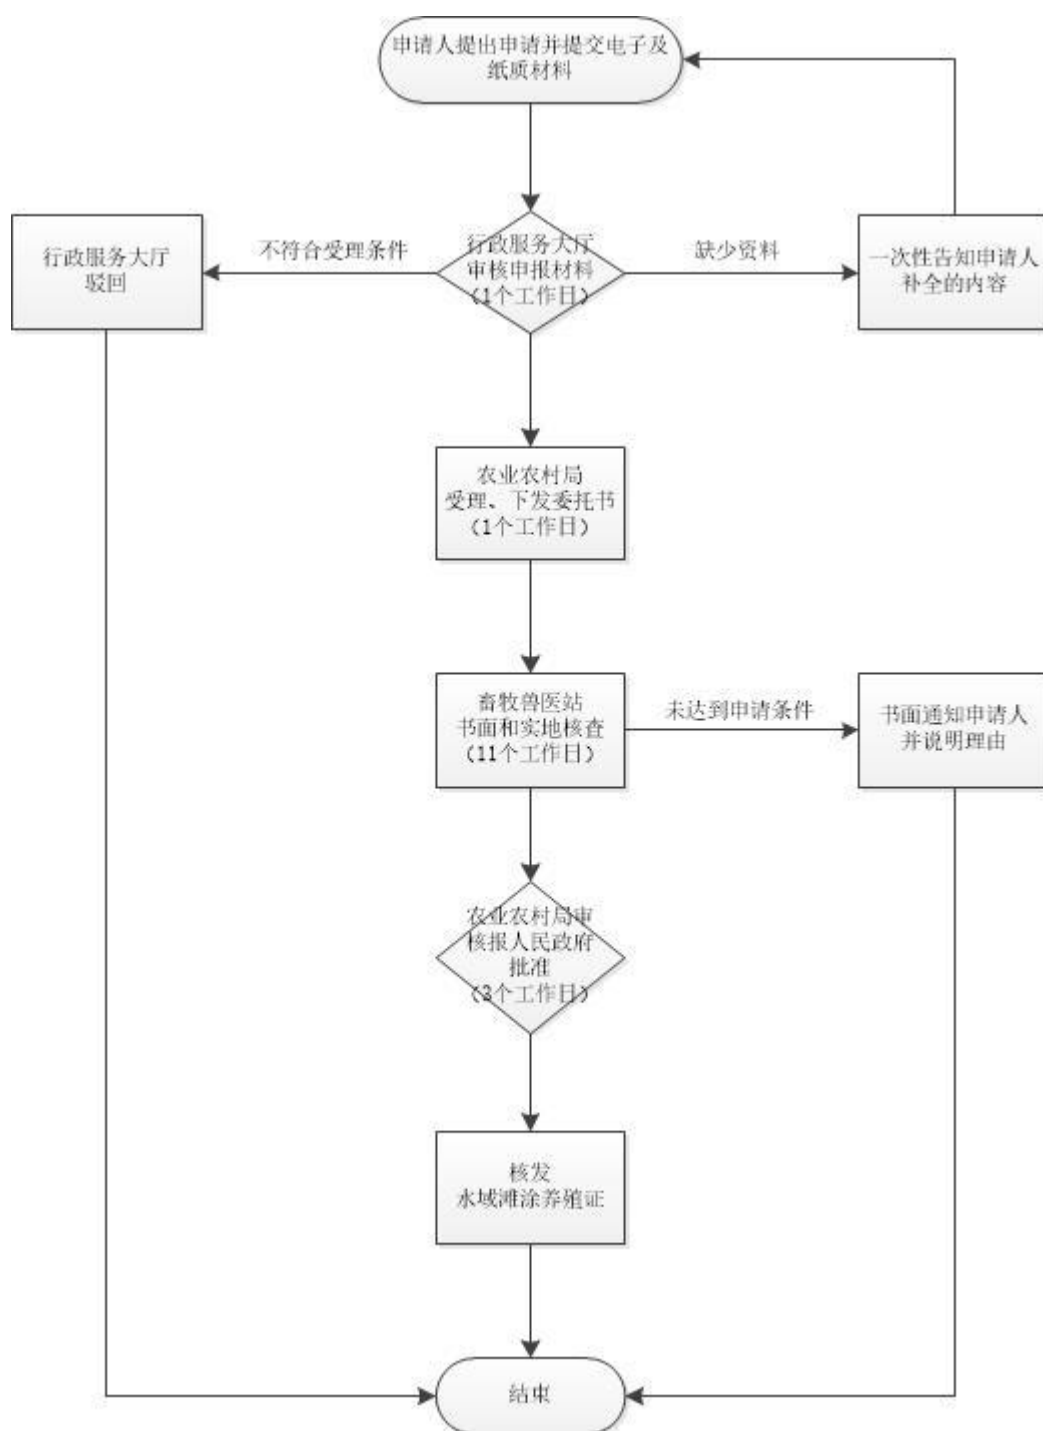 申请人提出申请并提交电子及
纸质材料
行政服务大厅
驳回
不符合受理条件
行政服务大厅
审核申报材料
(1个工作日)
缺少资料
一次性告知申请人
补全的内容
农业农村局
受理、下发委托书
(1个工作日)
畜牧兽医站
书面和实地核查
(11个工作日)
未达到申请条件
书面通知申请人
并说明理由
农业农村局审
核报人民政府
批准
(3个工作日)
核发
水域滩涂养殖证
结束